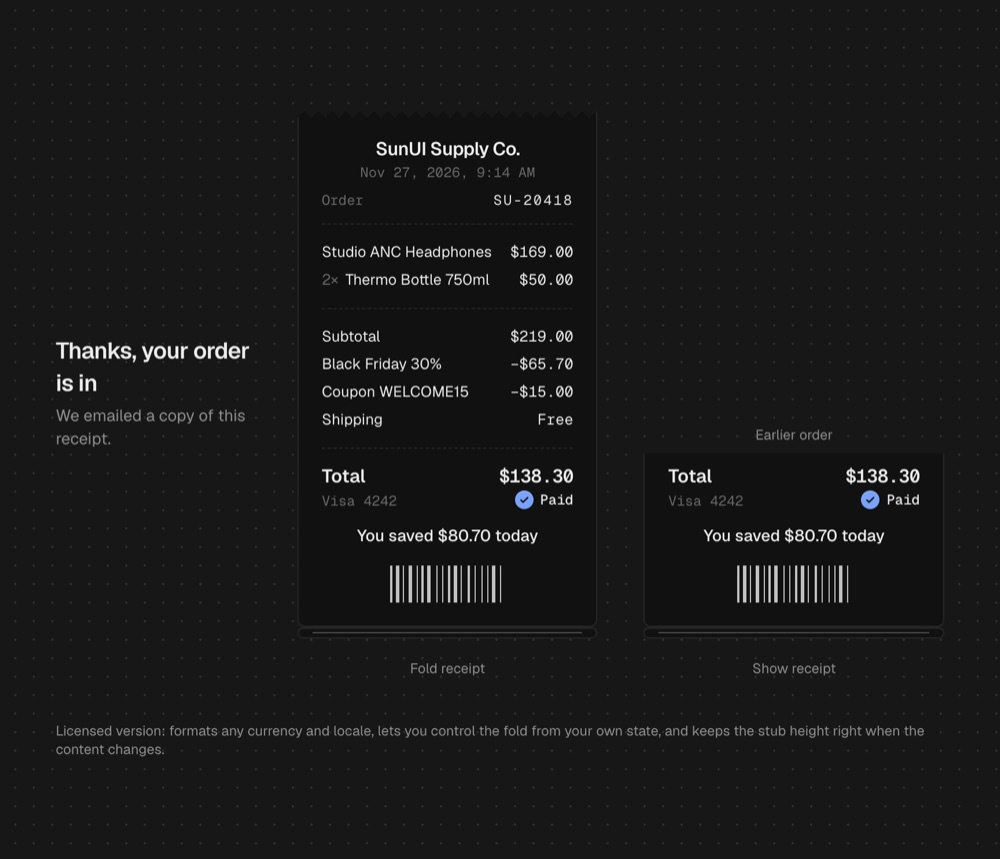 Thanks, your order
is in
We emailed a copy of this
receipt.
SunUI Supply Co.
Nov 27, 2026, 9:14 AM
Order SU-20418
Studio ANC Headphones $169.00
2× Thermo Bottle 750ml $50.00
Subtotal $219.00
Black Friday 30% −$65.70
Coupon WELCOME15 −$15.00
Shipping Free
Total $138.30
Visa 4242 Paid
You saved $80.70 today
Fold receipt
Earlier order
Total $138.30
Visa 4242 Paid
You saved $80.70 today
Show receipt
Licensed version: formats any currency and locale, lets you control the fold from your own state, and keeps the stub height right when the
content changes.